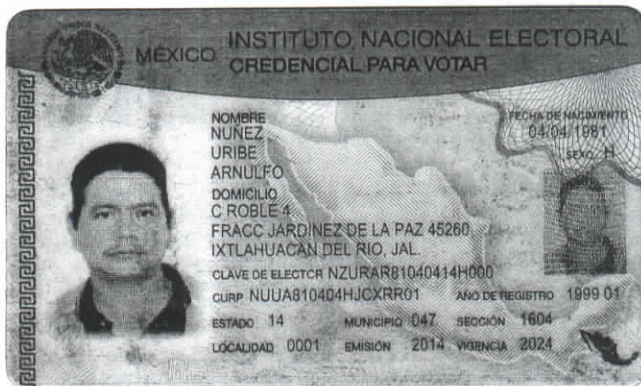 MÉXICO INSTITUTO NACIONAL ELECTORAL
CREDENCIAL PARA VOTAR
NOMBRE
NUÑEZ
URIBE
ARNULFO
FECHA DE NACIMIENTO
04/04/1981
SEXO H
DOMICILIO
C ROBLE 4
FRACC JARDINEZ DE LA PAZ 45260
IXTLAHUACAN DEL RIO, JAL.
CLAVE DE ELECTOR NZURAR81040414H000
CURP NUUA810404HJCXRR01 AÑO DE REGISTRO 1999 01
ESTADO 14 MUNICIPIO 047 SECCIÓN 1604
LOCALIDAD 0001 EMISIÓN 2014 VIGENCIA 2024